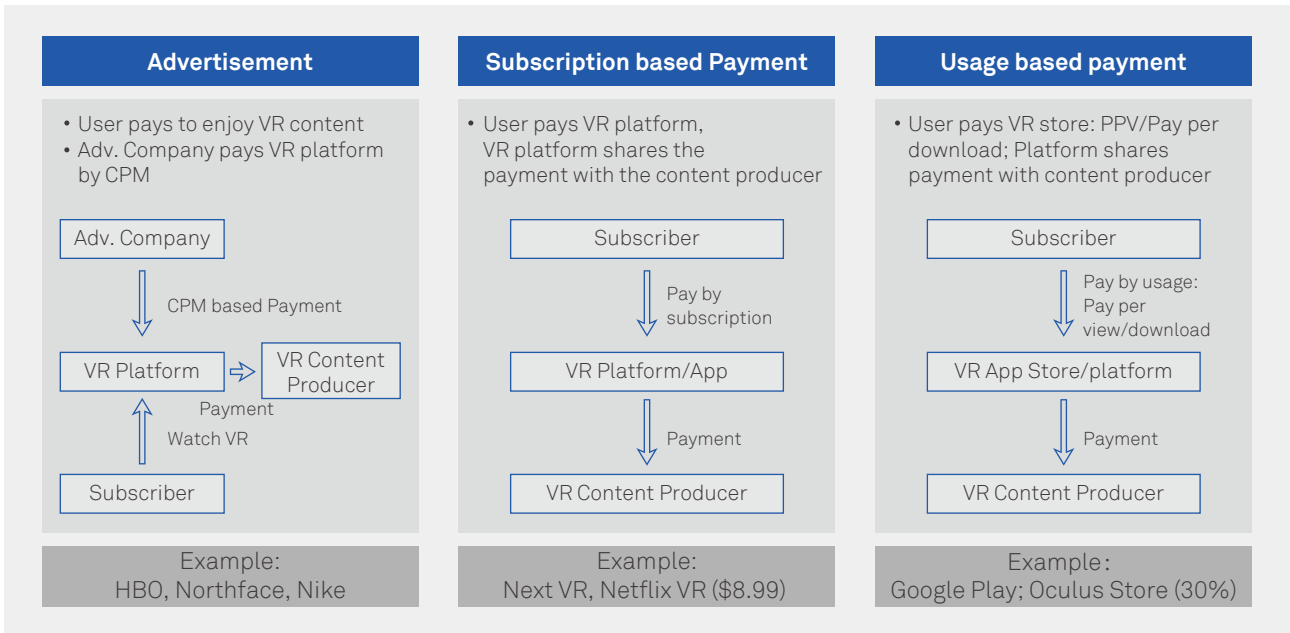 Advertisement
• User pays to enjoy VR content
• Adv. Company pays VR platform
by CPM
Adv. Company
CPM based Payment
VR Platform
VR Content
Producer
Payment
Watch VR
Subscriber
Example:
HBO, Northface, Nike
Subscription based Payment
• User pays VR platform,
VR platform shares the
payment with the content producer
Subscriber
Pay by
subscription
VR Platform/App
Payment
VR Content Producer
Example:
Next VR, Netflix VR ($8.99)
Usage based payment
• User pays VR store: PPV/Pay per
download; Platform shares
payment with content producer
Subscriber
Pay by usage:
Pay per
view/download
VR App Store/platform
Payment
VR Content Producer
Example:
Google Play; Oculus Store (30%)